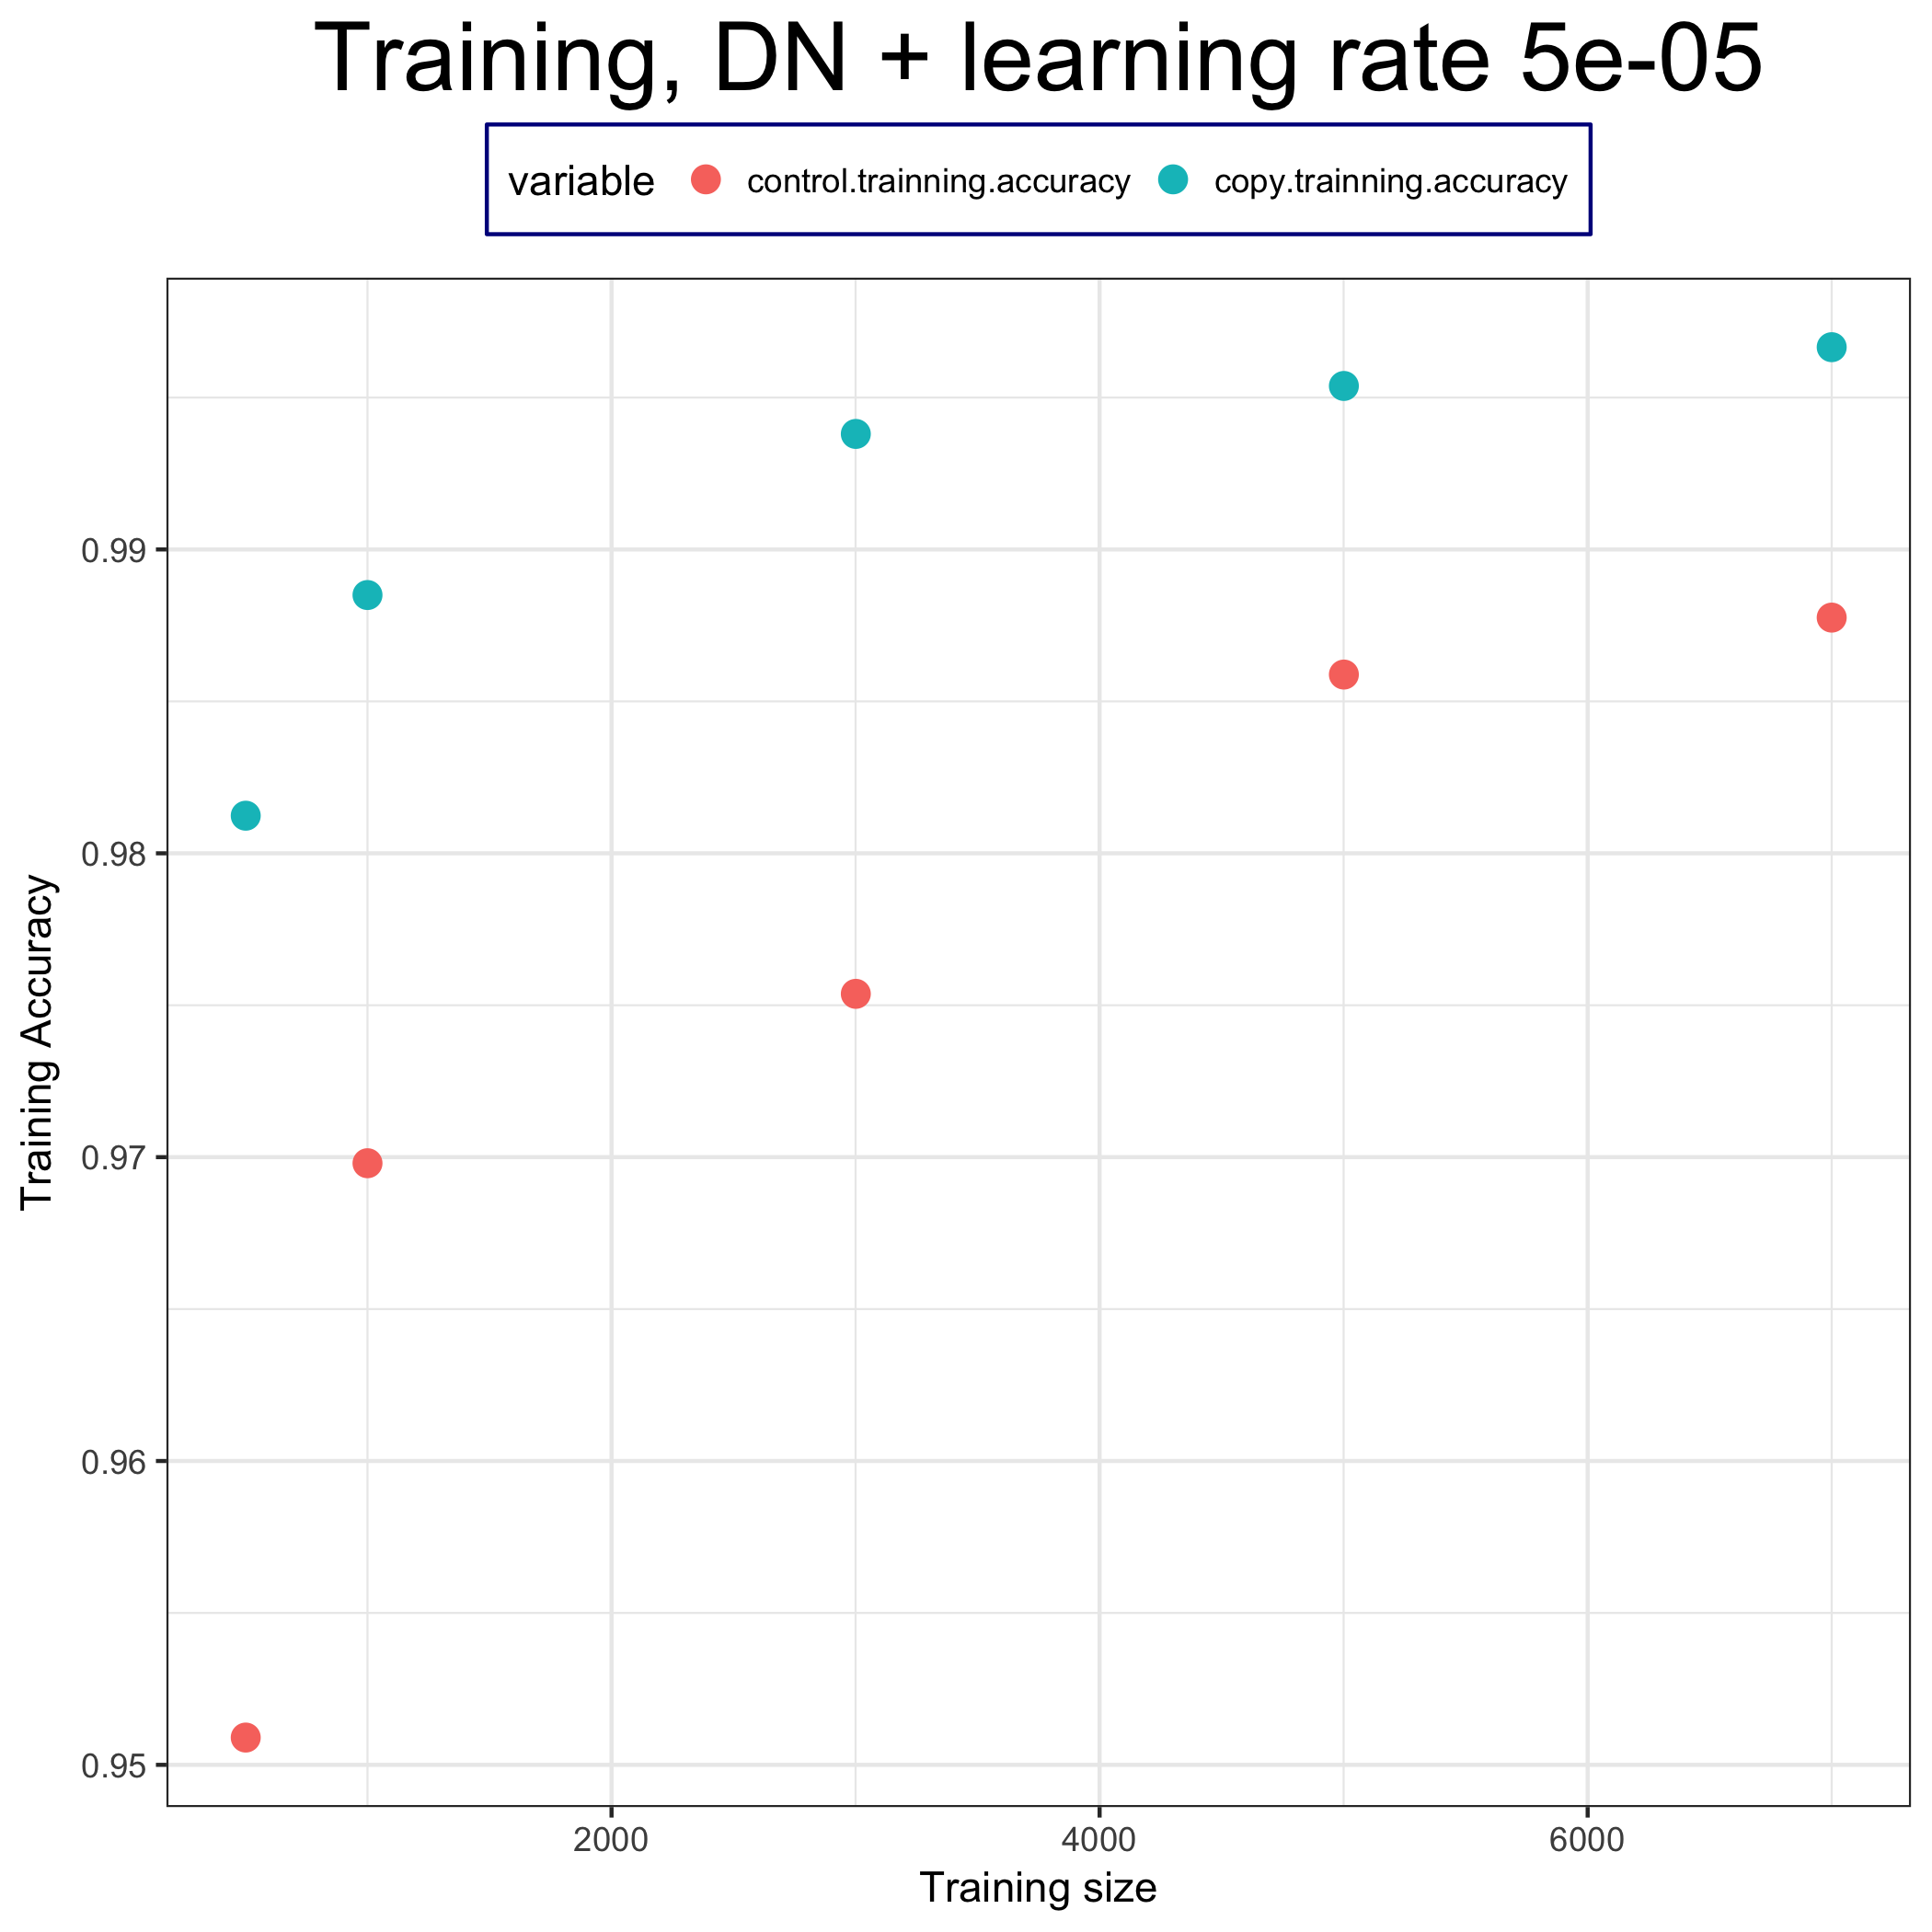 Training, DN + learning rate 5e-05
variable control.trainning.accuracy copy.trainning.accuracy
0.99
0.98
0.97
0.96
0.95
Training Accuracy
2000 4000 6000
Training size